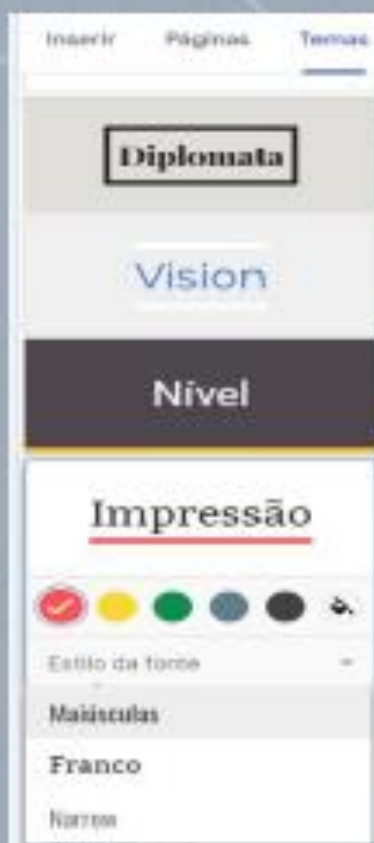 Inserir Páginas Temas
Diplomata
Vision
Nível
Impressão
Estilo da fonte
Maiúsculas
Franco
Narrow